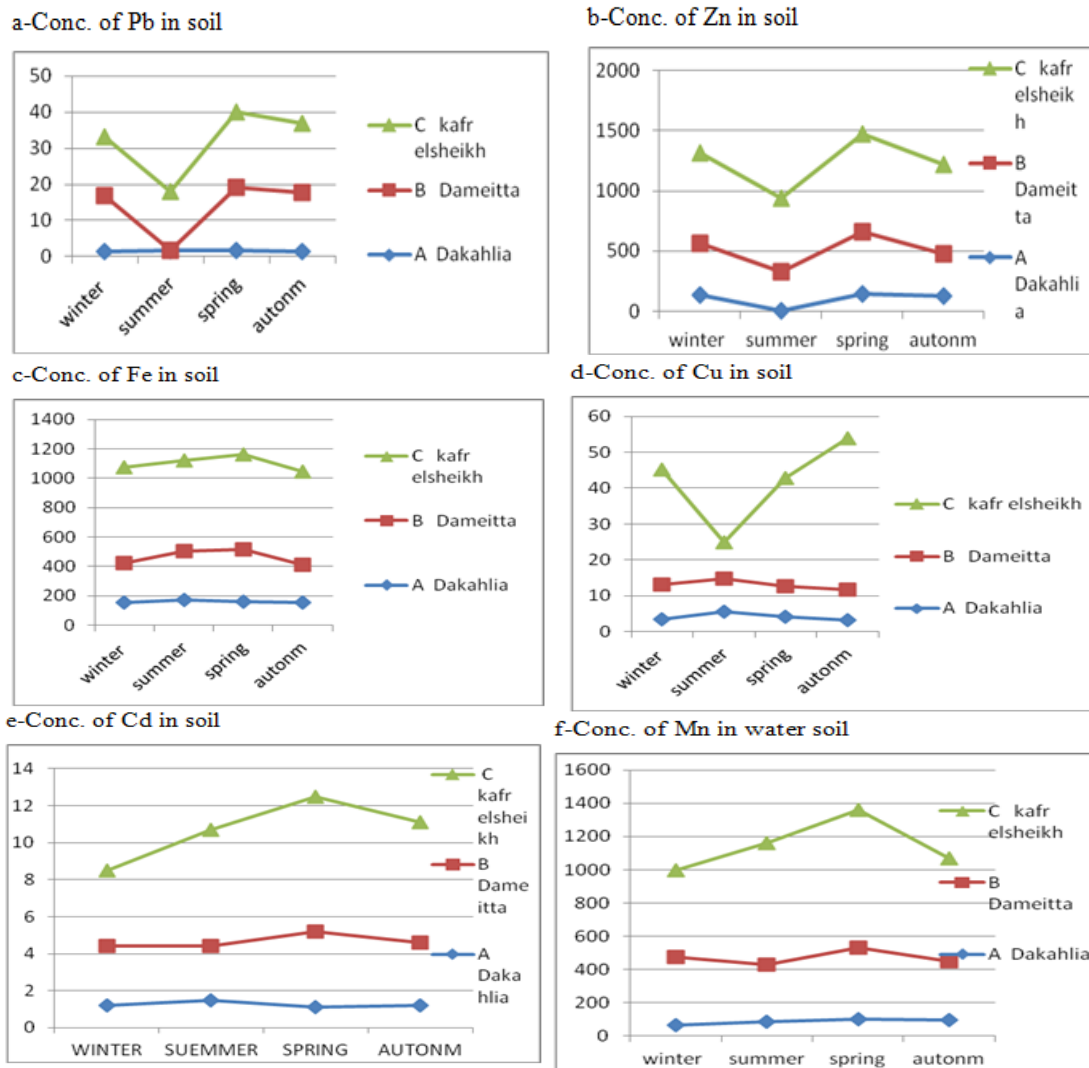 a-Conc. of Pb in soil
50
40
30
20
10
0
winter
summer
spring
autonm
C kafr
elsheikh
B Dameitta
A Dakahlia
b-Conc. of Zn in soil
2000
1500
1000
500
0
winter
summer
spring
autonm
C kafr
elsheik
h
B
Dameit
ta
A
Dakahli
a
c-Conc. of Fe in soil
1400
1200
1000
800
600
400
200
0
winter
summer
spring
autonm
C kafr
elsheikh
B Dameitta
A Dakahlia
d-Conc. of Cu in soil
60
50
40
30
20
10
0
winter
summer
spring
autonm
C kafr elsheikh
B Dameitta
A Dakahlia
e-Conc. of Cd in soil
14
12
10
8
6
4
2
0
WINTER
SUEMMER
SPRING
AUTONM
C
kafr
elshei
kh
B
Dame
itta
A
Daka
hlia
f-Conc. of Mn in water soil
1600
1400
1200
1000
800
600
400
200
0
winter
summer
spring
autonm
C kafr
elsheikh
B
Dameitta
A Dakahlia